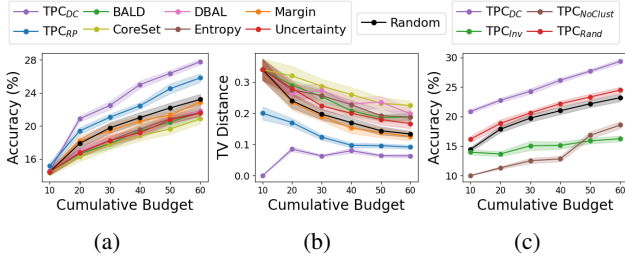 TPC_DC BALD DBAL Margin
TPC_RP CoreSet Entropy Uncertainty
Random
TPC_DC TPC_NoClust
TPC_Inv TPC_Rand
Accuracy (%)
28
24
20
16
10 20 30 40 50 60
Cumulative Budget
(a)
TV Distance
0.3
0.2
0.1
0.0
10 20 30 40 50 60
Cumulative Budget
(b)
Accuracy (%)
30
25
20
15
10
10 20 30 40 50 60
Cumulative Budget
(c)